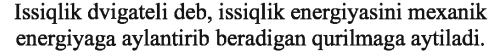 Issiqlik dvigateli deb, issiqlik energiyasini mexanik
energiyaga aylantirib beradigan qurilmaga aytiladi.